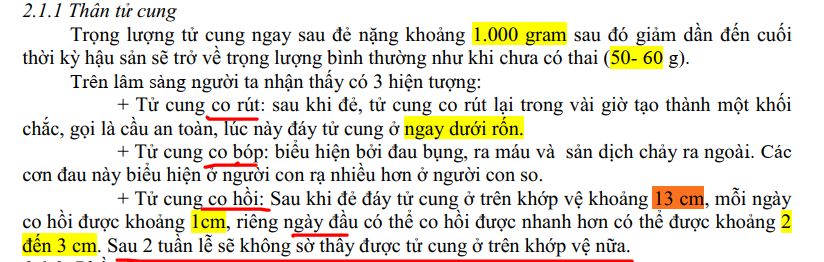 2.1.1 Thân tử cung
Trọng lượng tử cung ngay sau đẻ nặng khoảng 1.000 gram sau đó giảm dần đến cuối
thời kỳ hậu sản sẽ trở về trọng lượng bình thường như khi chưa có thai (50- 60 g).
Trên lâm sàng người ta nhận thấy có 3 hiện tượng:
+ Tử cung co rút: sau khi đẻ, tử cung co rút lại trong vài giờ tạo thành một khối
chắc, gọi là cầu an toàn, lúc này đáy tử cung ở ngay dưới rốn.
+ Tử cung co bóp: biểu hiện bởi đau bụng, ra máu và sản dịch chảy ra ngoài. Các
cơn đau này biểu hiện ở người con rạ nhiều hơn ở người con so.
+ Tử cung co hồi: Sau khi đẻ đáy tử cung ở trên khớp vệ khoảng 13 cm, mỗi ngày
co hồi được khoảng 1cm, riêng ngày đầu có thể co hồi được nhanh hơn có thể được khoảng 2
đến 3 cm. Sau 2 tuần lễ sẽ không sờ thấy được tử cung ở trên khớp vệ nữa.